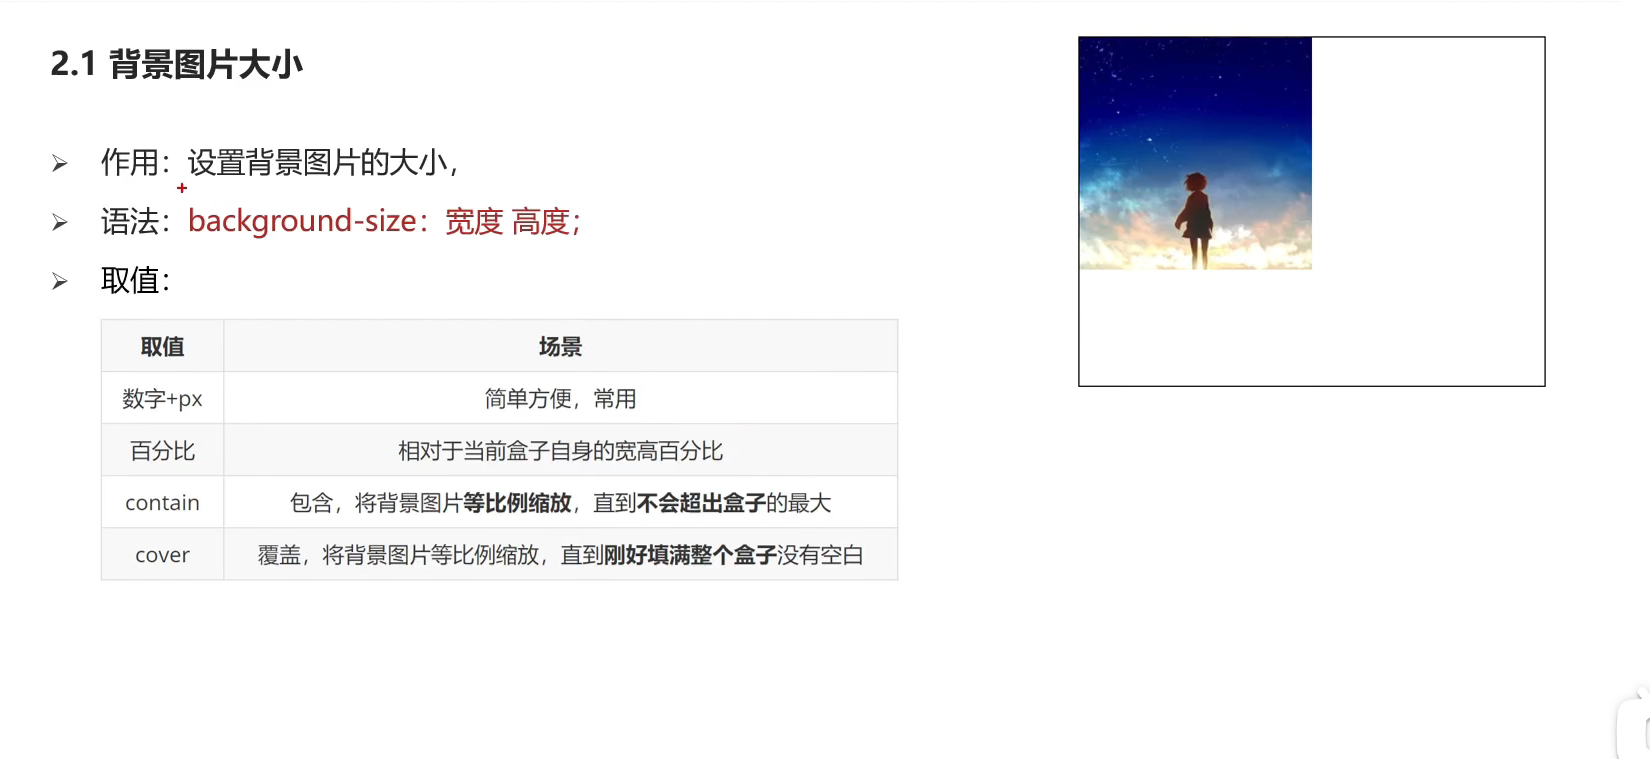 2.1 背景图片大小
作用：设置背景图片的大小，
语法：background-size：宽度 高度；
取值：
取值 场景
数字+px 简单方便，常用
百分比 相对于当前盒子自身的宽高百分比
contain 包含，将背景图片等比例缩放，直到不会超出盒子的最大
cover 覆盖，将背景图片等比例缩放，直到刚好填满整个盒子没有空白